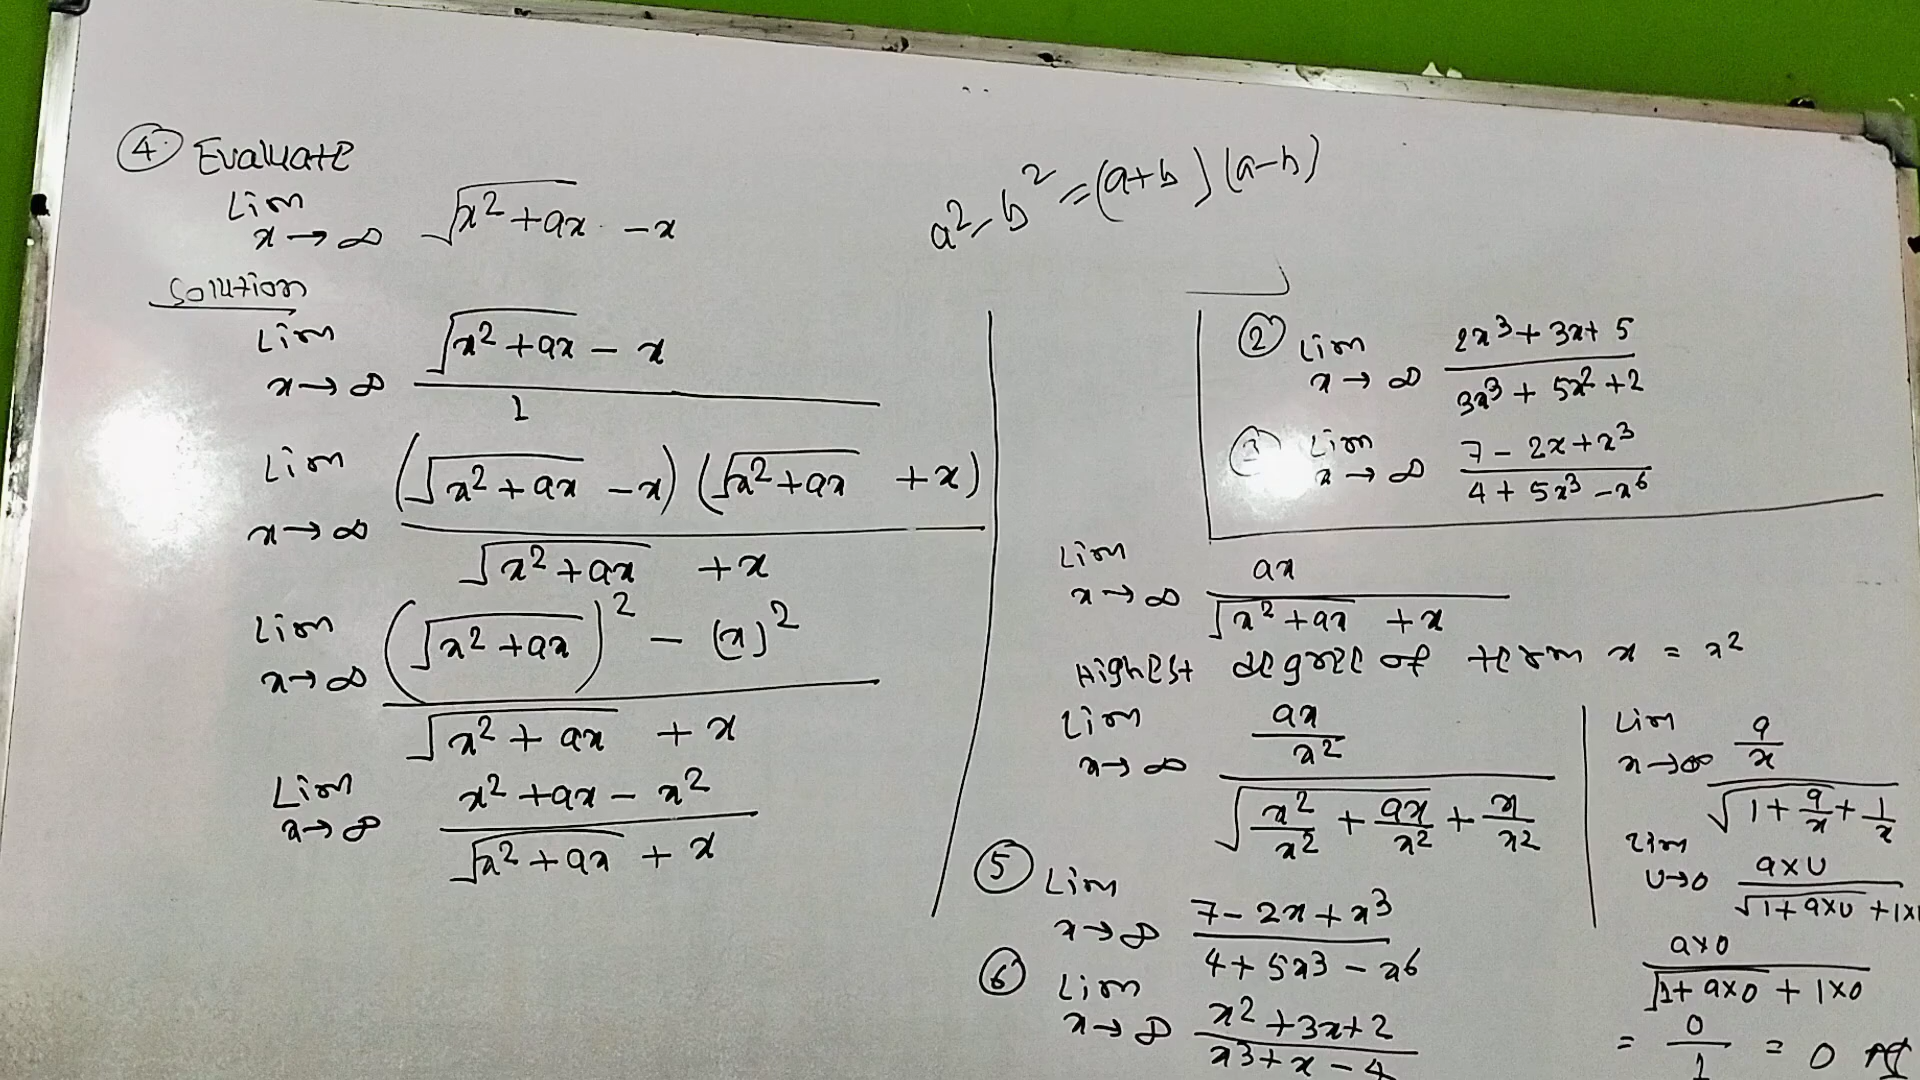 ④ Evaluate
Lim x→∞ √(x²+ax) - x
Solution
Lim x→∞ (√(x²+ax) - x) / 1
Lim x→∞ (√(x²+ax) - x) (√(x²+ax) + x) / (√(x²+ax) + x)
Lim x→∞ ((√(x²+ax))² - (x)²) / (√(x²+ax) + x)
Lim x→∞ (x²+ax - x²) / (√(x²+ax) + x)
a²-b² = (a+b)(a-b)
② Lim x→∞ (2x³+3x+5) / (3x³+5x²+2)
③ Lim x→∞ (7-2x+x³) / (4+5x³-x⁶)
Lim x→∞ ax / (√(x²+ax) + x)
Highest degree of term x = x²
Lim x→∞ (ax/x²) / (√(x²/x² + ax/x²) + x/x²)
Lim x→∞ (a/x) / (√(1 + a/x) + 1/x)
Lim U→0 (a×U) / (√(1+a×U) + 1×U)
(a×0) / (√(1+a×0) + 1×0)
= 0/1 = 0
⑤ Lim x→∞ (7-2x+x³) / (4+5x³-x⁶)
⑥ Lim x→∞ (x²+3x+2) / (x³+x-4)